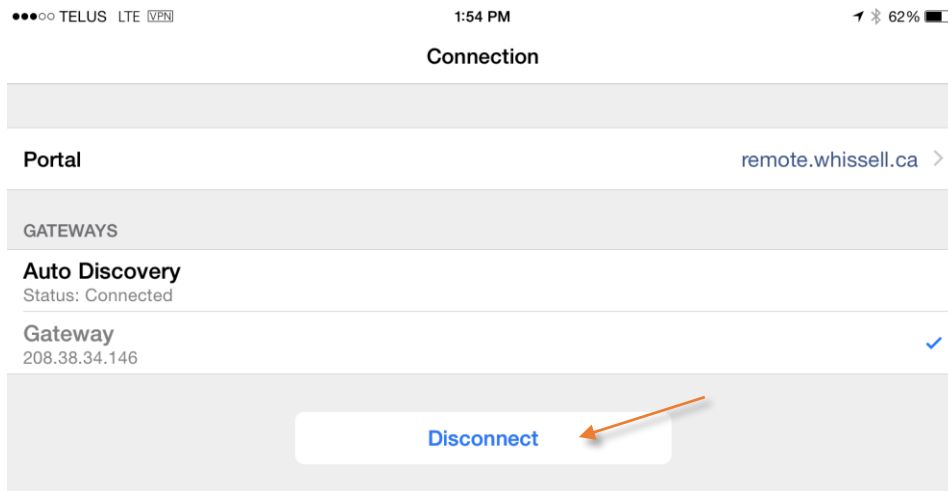 TELUS LTE VPN 1:54 PM 62%
Connection
Portal remote.whissell.ca
GATEWAYS
Auto Discovery
Status: Connected
Gateway
208.38.34.146
Disconnect